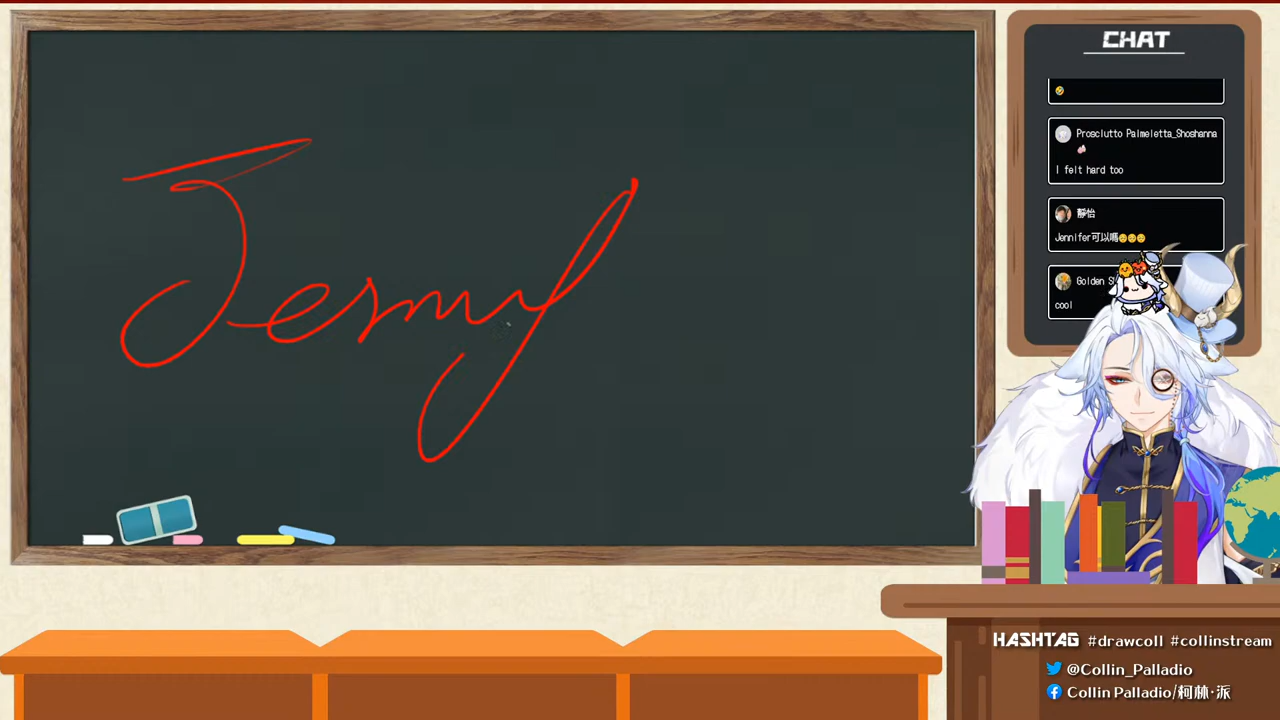 Jenny
CHAT
Prosciutto Palmeletta_Shoshanna
I felt hard too
靜怡
Jennifer可以嗎🥺🥺🥺
Golden S
cool
HASHTAG #drawcoll #collinstream
@Collin_Palladio
Collin Palladio/柯林·派